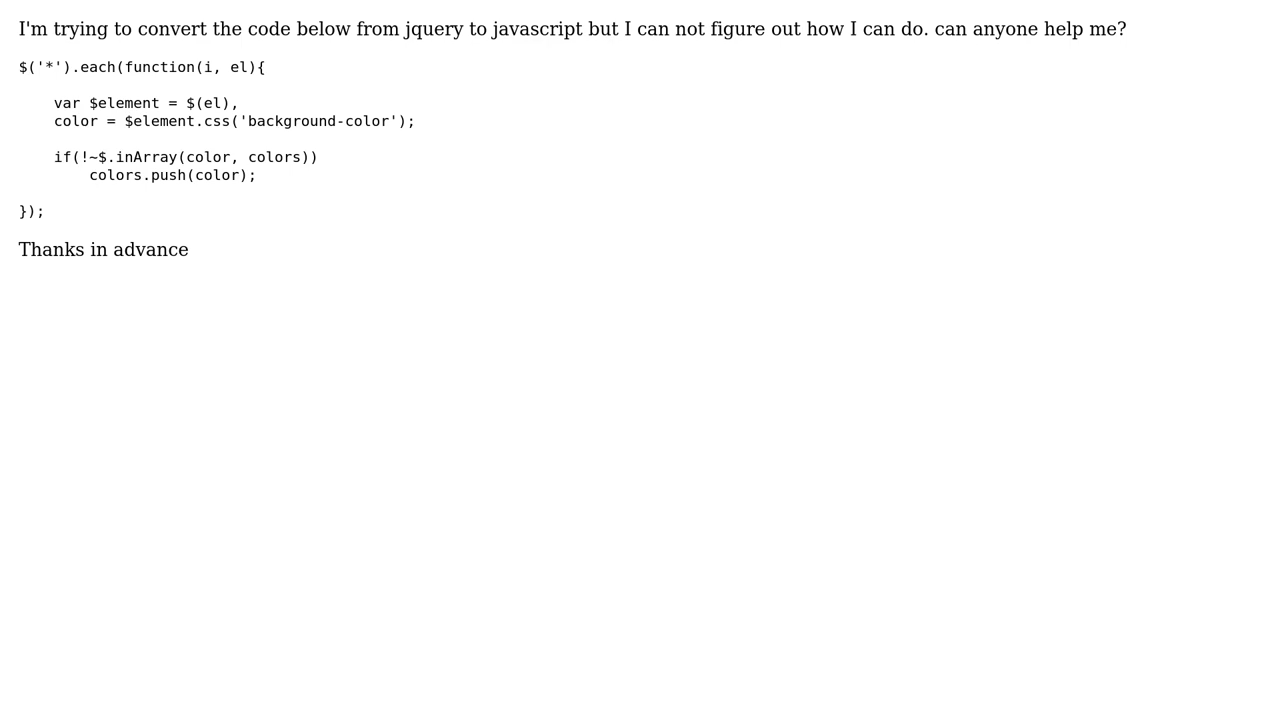 I'm trying to convert the code below from jquery to javascript but I can not figure out how I can do. can anyone help me?
$('*').each(function(i, el){
    var $element = $(el),
    color = $element.css('background-color');
    if(!~$.inArray(color, colors))
        colors.push(color);
});
Thanks in advance